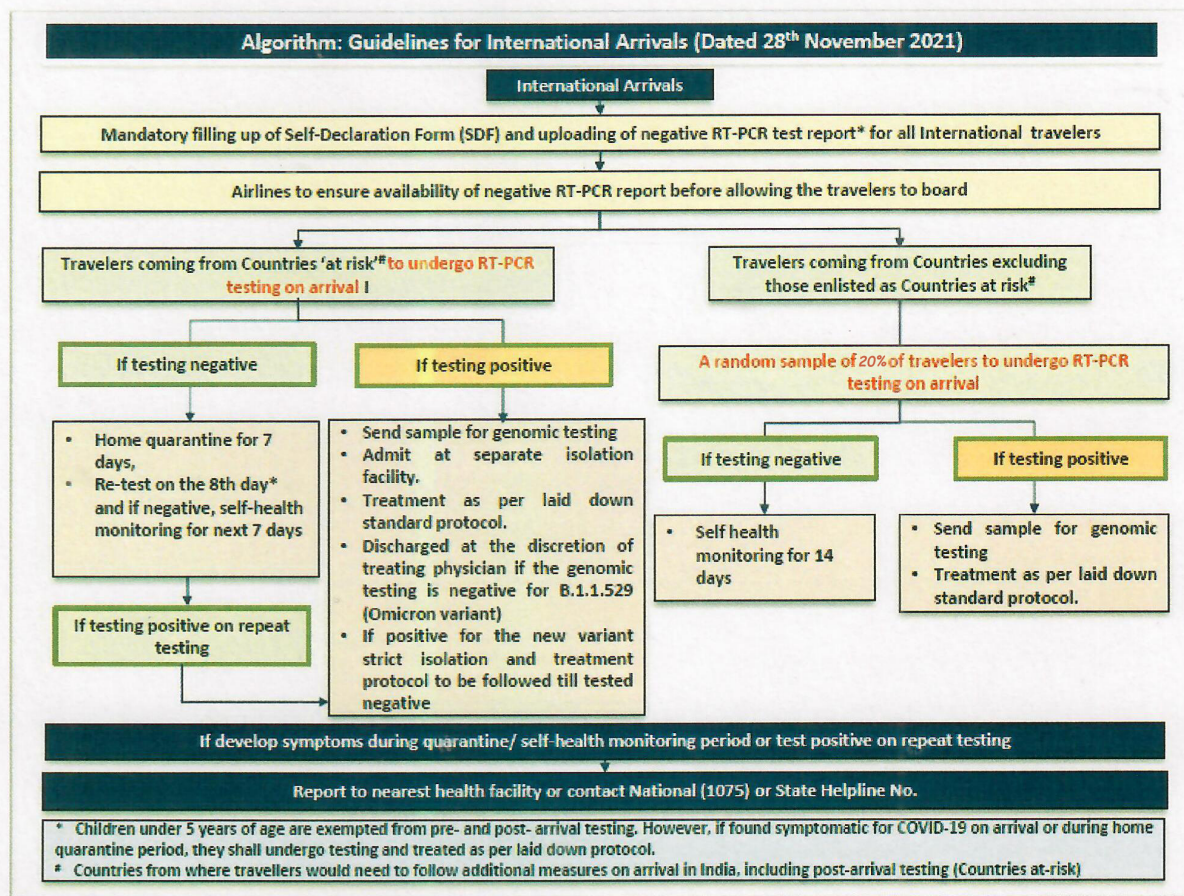 Algorithm: Guidelines for International Arrivals (Dated 28th November 2021)
International Arrivals
Mandatory filling up of Self-Declaration Form (SDF) and uploading of negative RT-PCR test report* for all International travelers
Airlines to ensure availability of negative RT-PCR report before allowing the travelers to board
Travelers coming from Countries 'at risk'# to undergo RT-PCR
testing on arrival I
If testing negative
• Home quarantine for 7
days,
• Re-test on the 8th day*
and if negative, self-health
monitoring for next 7 days
If testing positive on repeat
testing
If testing positive
• Send sample for genomic testing
• Admit at separate isolation
facility.
• Treatment as per laid down
standard protocol.
• Discharged at the discretion of
treating physician if the genomic
testing is negative for B.1.1.529
(Omicron variant)
• If positive for the new variant
strict isolation and treatment
protocol to be followed till tested
negative
Travelers coming from Countries excluding
those enlisted as Countries at risk#
A random sample of 20% of travelers to undergo RT-PCR
testing on arrival
If testing negative
• Self health
monitoring for 14
days
If testing positive
• Send sample for genomic
testing
• Treatment as per laid down
standard protocol.
If develop symptoms during quarantine/ self-health monitoring period or test positive on repeat testing
Report to nearest health facility or contact National (1075) or State Helpline No.
* Children under 5 years of age are exempted from pre- and post- arrival testing. However, if found symptomatic for COVID-19 on arrival or during home
quarantine period, they shall undergo testing and treated as per laid down protocol.
# Countries from where travellers would need to follow additional measures on arrival in India, including post-arrival testing (Countries at-risk)